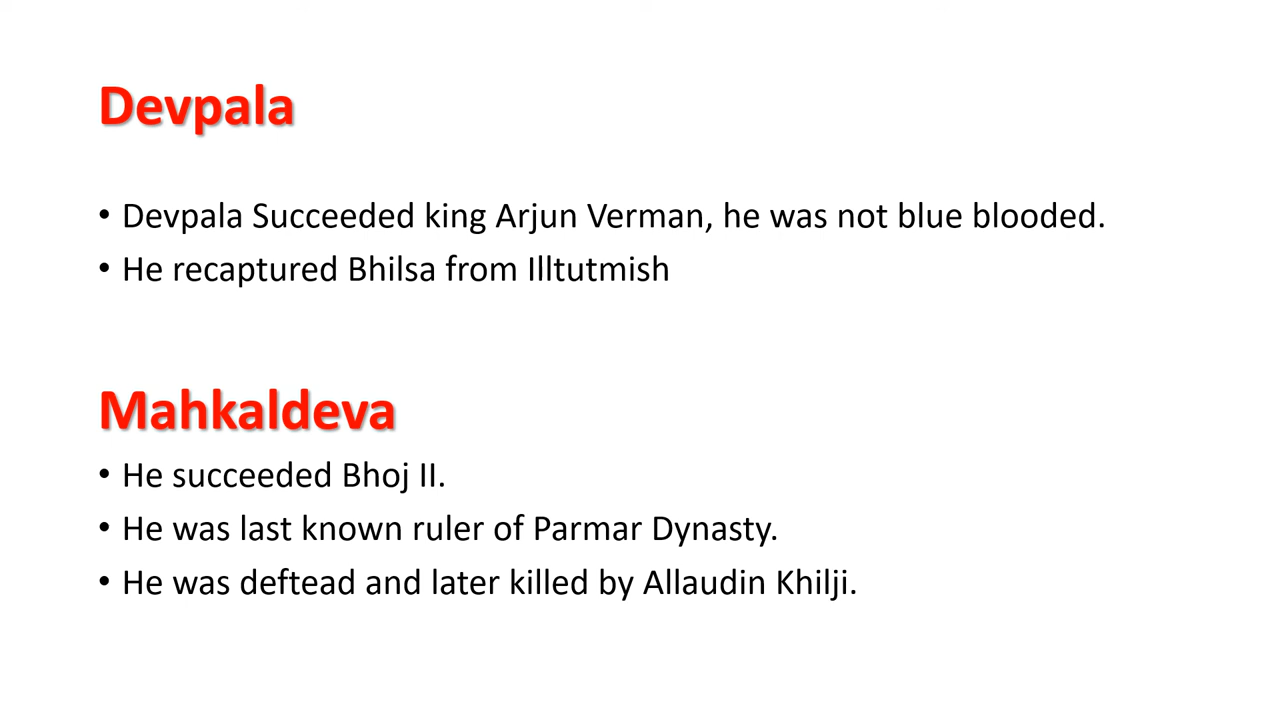 Devpala
• Devpala Succeeded king Arjun Verman, he was not blue blooded.
• He recaptured Bhilsa from Illtutmish
Mahkaldeva
• He succeeded Bhoj II.
• He was last known ruler of Parmar Dynasty.
• He was deftead and later killed by Allaudin Khilji.